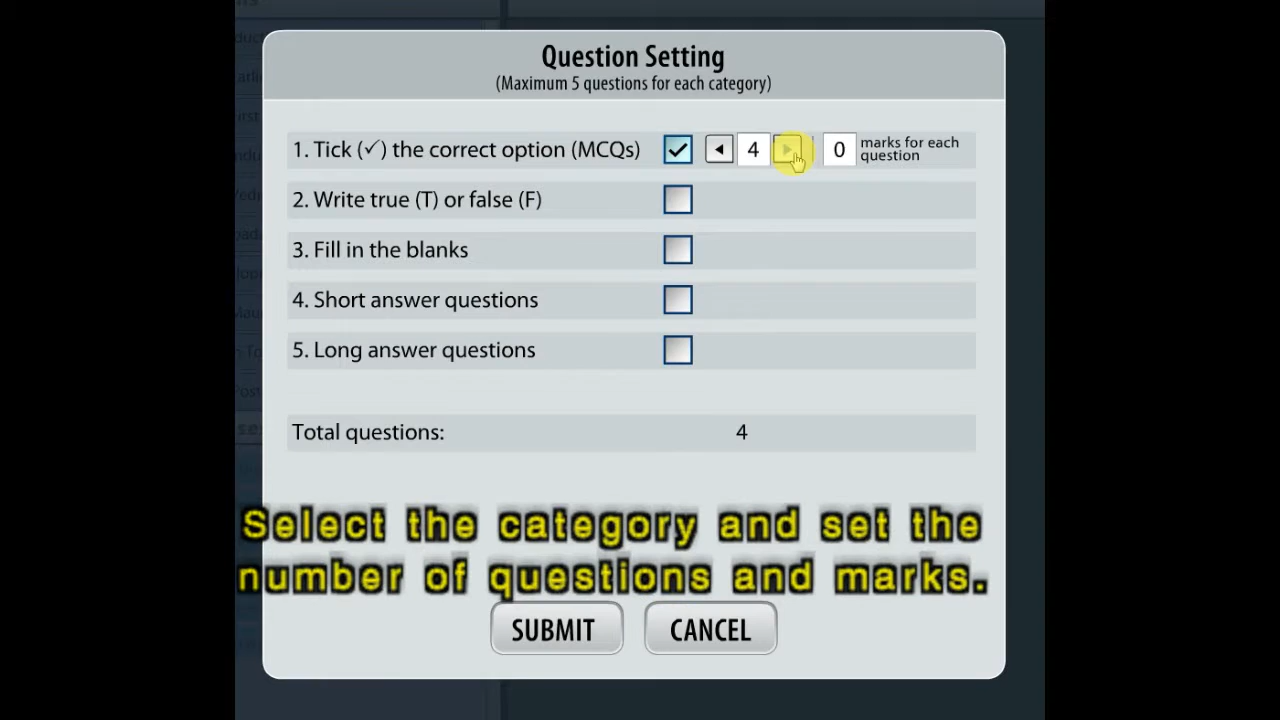 Question Setting
(Maximum 5 questions for each category)
1. Tick (✓) the correct option (MCQs) 4 0 marks for each question
2. Write true (T) or false (F)
3. Fill in the blanks
4. Short answer questions
5. Long answer questions
Total questions: 4
Select the category and set the
number of questions and marks.
SUBMIT CANCEL